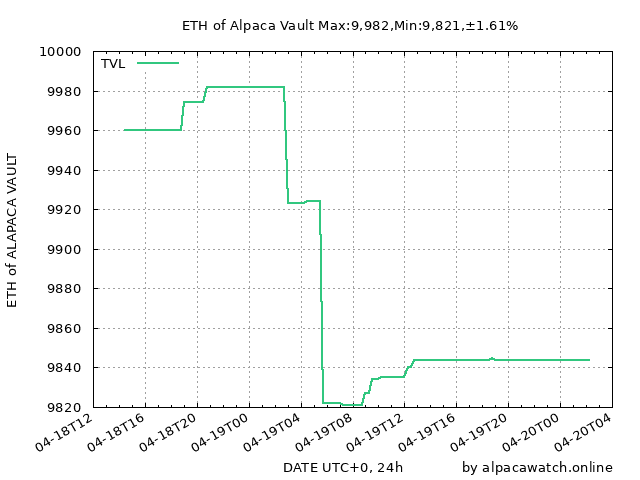 ETH of Alpaca Vault Max:9,982,Min:9,821,±1.61%
TVL
10000
9980
9960
9940
9920
9900
9880
9860
9840
9820
ETH of ALAPACA VAULT
04-18T12
04-18T16
04-18T20
04-19T00
04-19T04
04-19T08
04-19T12
04-19T16
04-19T20
04-20T00
04-20T04
DATE UTC+0, 24h
by alpacawatch.online